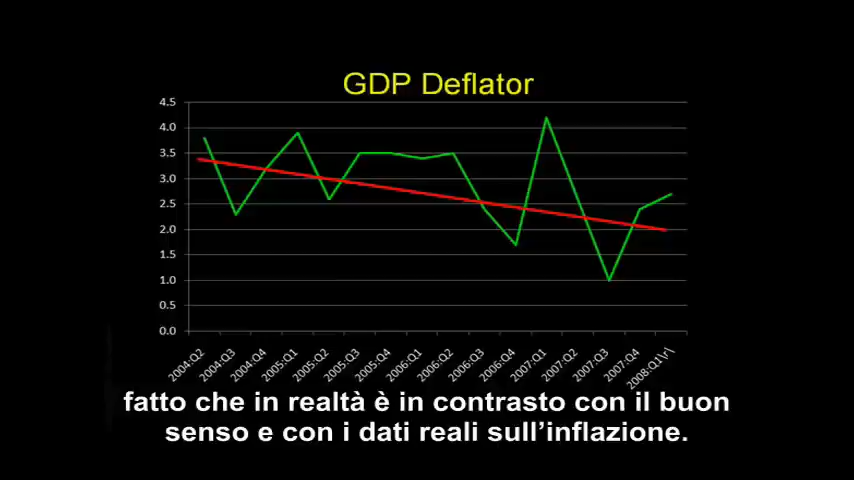 GDP Deflator
4.5
4.0
3.5
3.0
2.5
2.0
1.5
1.0
0.5
0.0
2004:Q2
2004:Q3
2004:Q4
2005:Q1
2005:Q2
2005:Q3
2005:Q4
2006:Q1
2006:Q2
2006:Q3
2006:Q4
2007:Q1
2007:Q2
2007:Q3
2007:Q4
2008:Q1\r\
fatto che in realtà è in contrasto con il buon
senso e con i dati reali sull’inflazione.